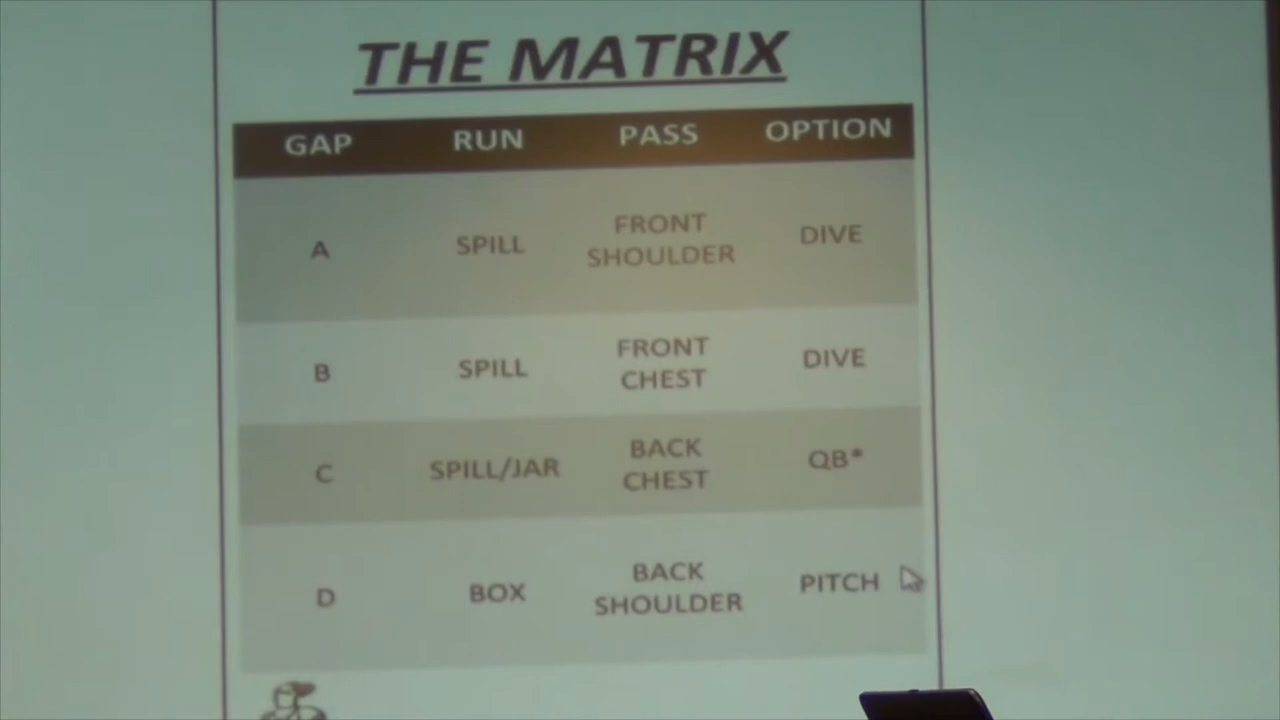 THE MATRIX
GAP RUN PASS OPTION
A SPILL FRONT SHOULDER DIVE
B SPILL FRONT CHEST DIVE
C SPILL/JAR BACK CHEST QB*
D BOX BACK SHOULDER PITCH